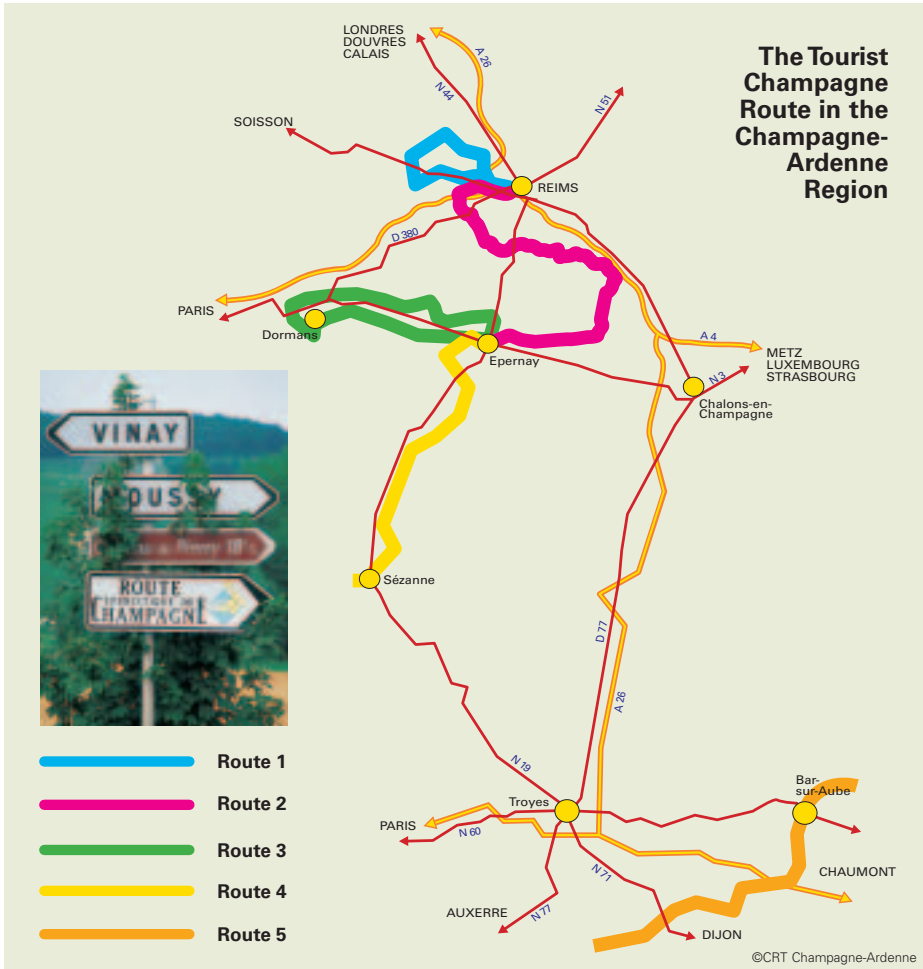 The Tourist
Champagne
Route in the
Champagne-
Ardenne
Region
LONDRES
DOUVRES
CALAIS
A 26
N 44
N 51
SOISSON
REIMS
D 380
PARIS
Dormans
Epernay
A 4
METZ
LUXEMBOURG
STRASBOURG
N 3
Chalons-en-
Champagne
VINAY
MOUSSY
ROUTE
CHAMPAGNE
Sézanne
D 77
A 26
N 19
Route 1
Route 2
Route 3
Route 4
Route 5
Troyes
Bar-
sur-Aube
PARIS
N 60
N 71
CHAUMONT
AUXERRE
N 77
DIJON
©CRT Champagne-Ardenne